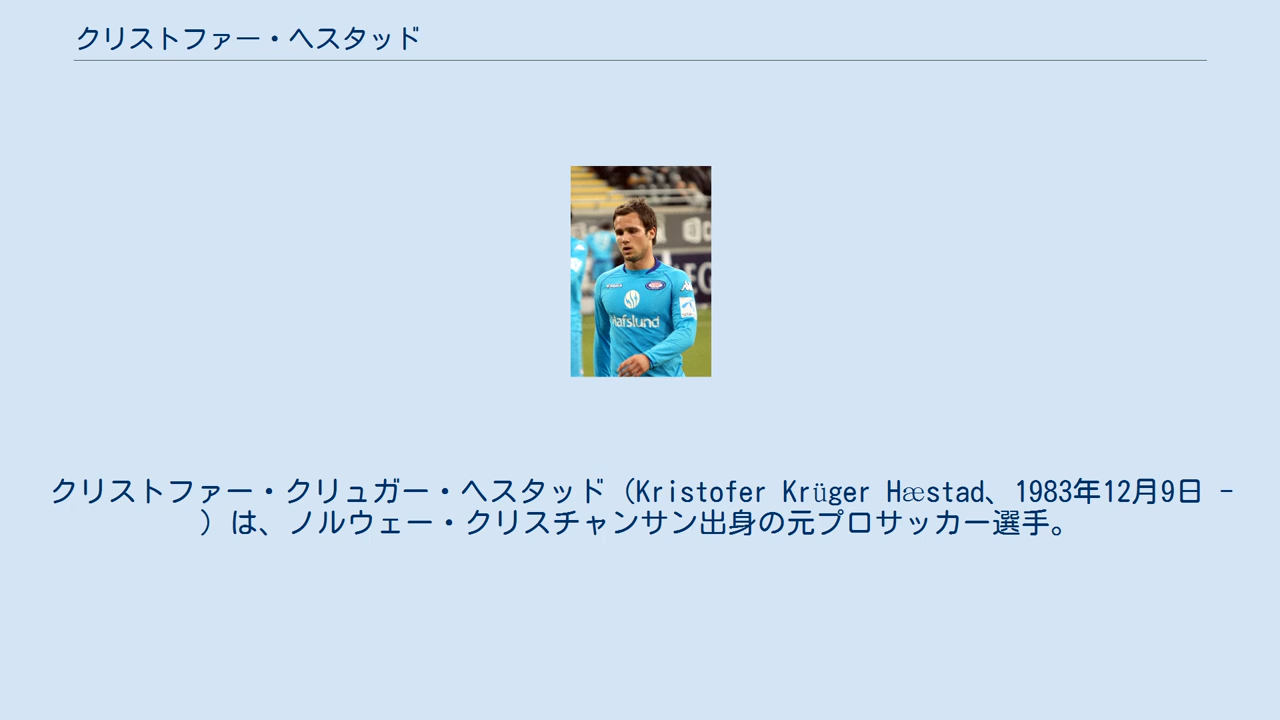 クリストファー・ヘスタッド
Hafslund
クリストファー・クリュガー・ヘスタッド（Kristofer Krüger Hæstad、1983年12月9日 -
）は、ノルウェー・クリスチャンサン出身の元プロサッカー選手。